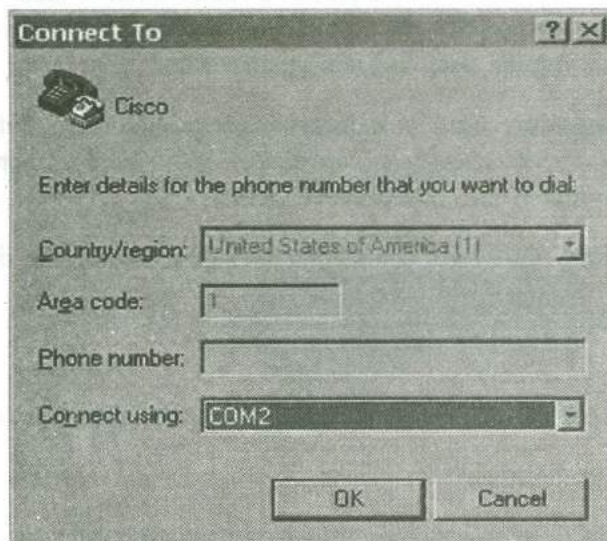 Connect To
Cisco
Enter details for the phone number that you want to dial:
Country/region: United States of America (1)
Area code: 1
Phone number:
Connect using: COM2
OK Cancel